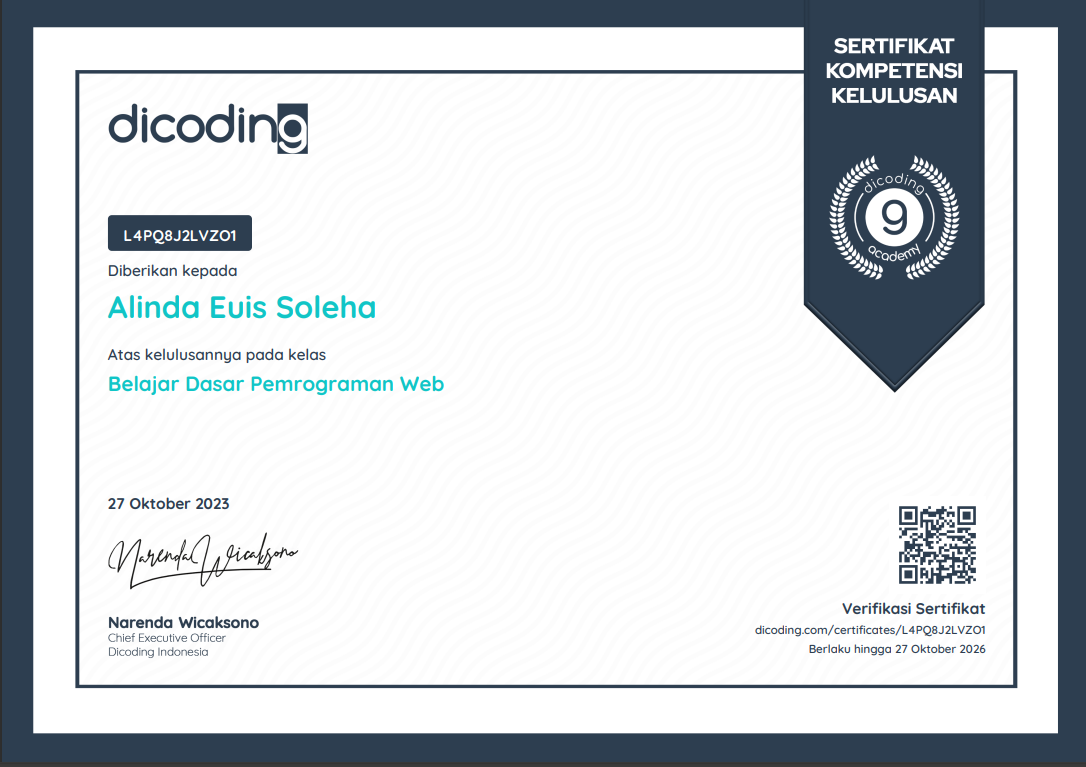 SERTIFIKAT
KOMPETENSI
KELULUSAN
dicoding
dicoding
9
academy
L4PQ8J2LVZO1
Diberikan kepada
Alinda Euis Soleha
Atas kelulusannya pada kelas
Belajar Dasar Pemrograman Web
27 Oktober 2023
Narenda Wicaksono
Narenda Wicaksono
Chief Executive Officer
Dicoding Indonesia
Verifikasi Sertifikat
dicoding.com/certificates/L4PQ8J2LVZO1
Berlaku hingga 27 Oktober 2026